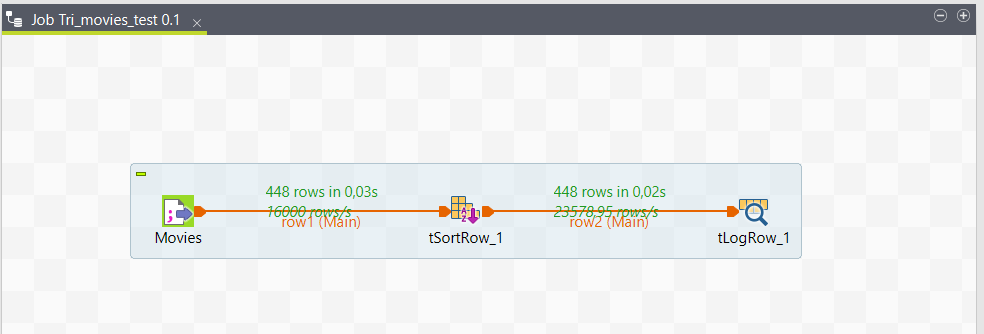 Job Tri_movies_test 0.1
448 rows in 0,03s
16000 rows/s
row1 (Main)
448 rows in 0,02s
23578,95 rows/s
row2 (Main)
Movies
tSortRow_1
tLogRow_1